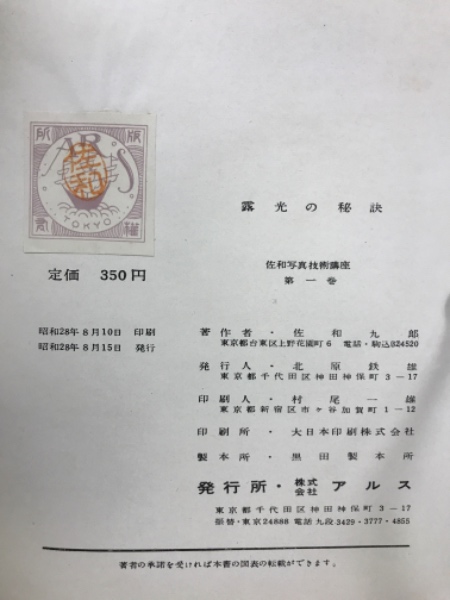 版 所
ARS
佐和
TOKYO
権 有
定価 350円
昭和28年8月10日 印刷
昭和28年8月15日 発行
露光の秘訣
佐和写真技術講座
第一巻
著作者・佐和九郎
東京都台東区上野花園町6 電話・駒込824520
発行人・北原鉄雄
東京都千代田区神田神保町3—17
印刷人・村尾一雄
東京都新宿区市ヶ谷加賀町1—12
印刷所・大日本印刷株式会社
製本所・黒田製本所
発行所・株式会社アルス
東京都千代田区神田神保町3—17
振替・東京24888 電話九段3429・3777・4855
著者の承諾を受ければ本書の図表の転載ができます。